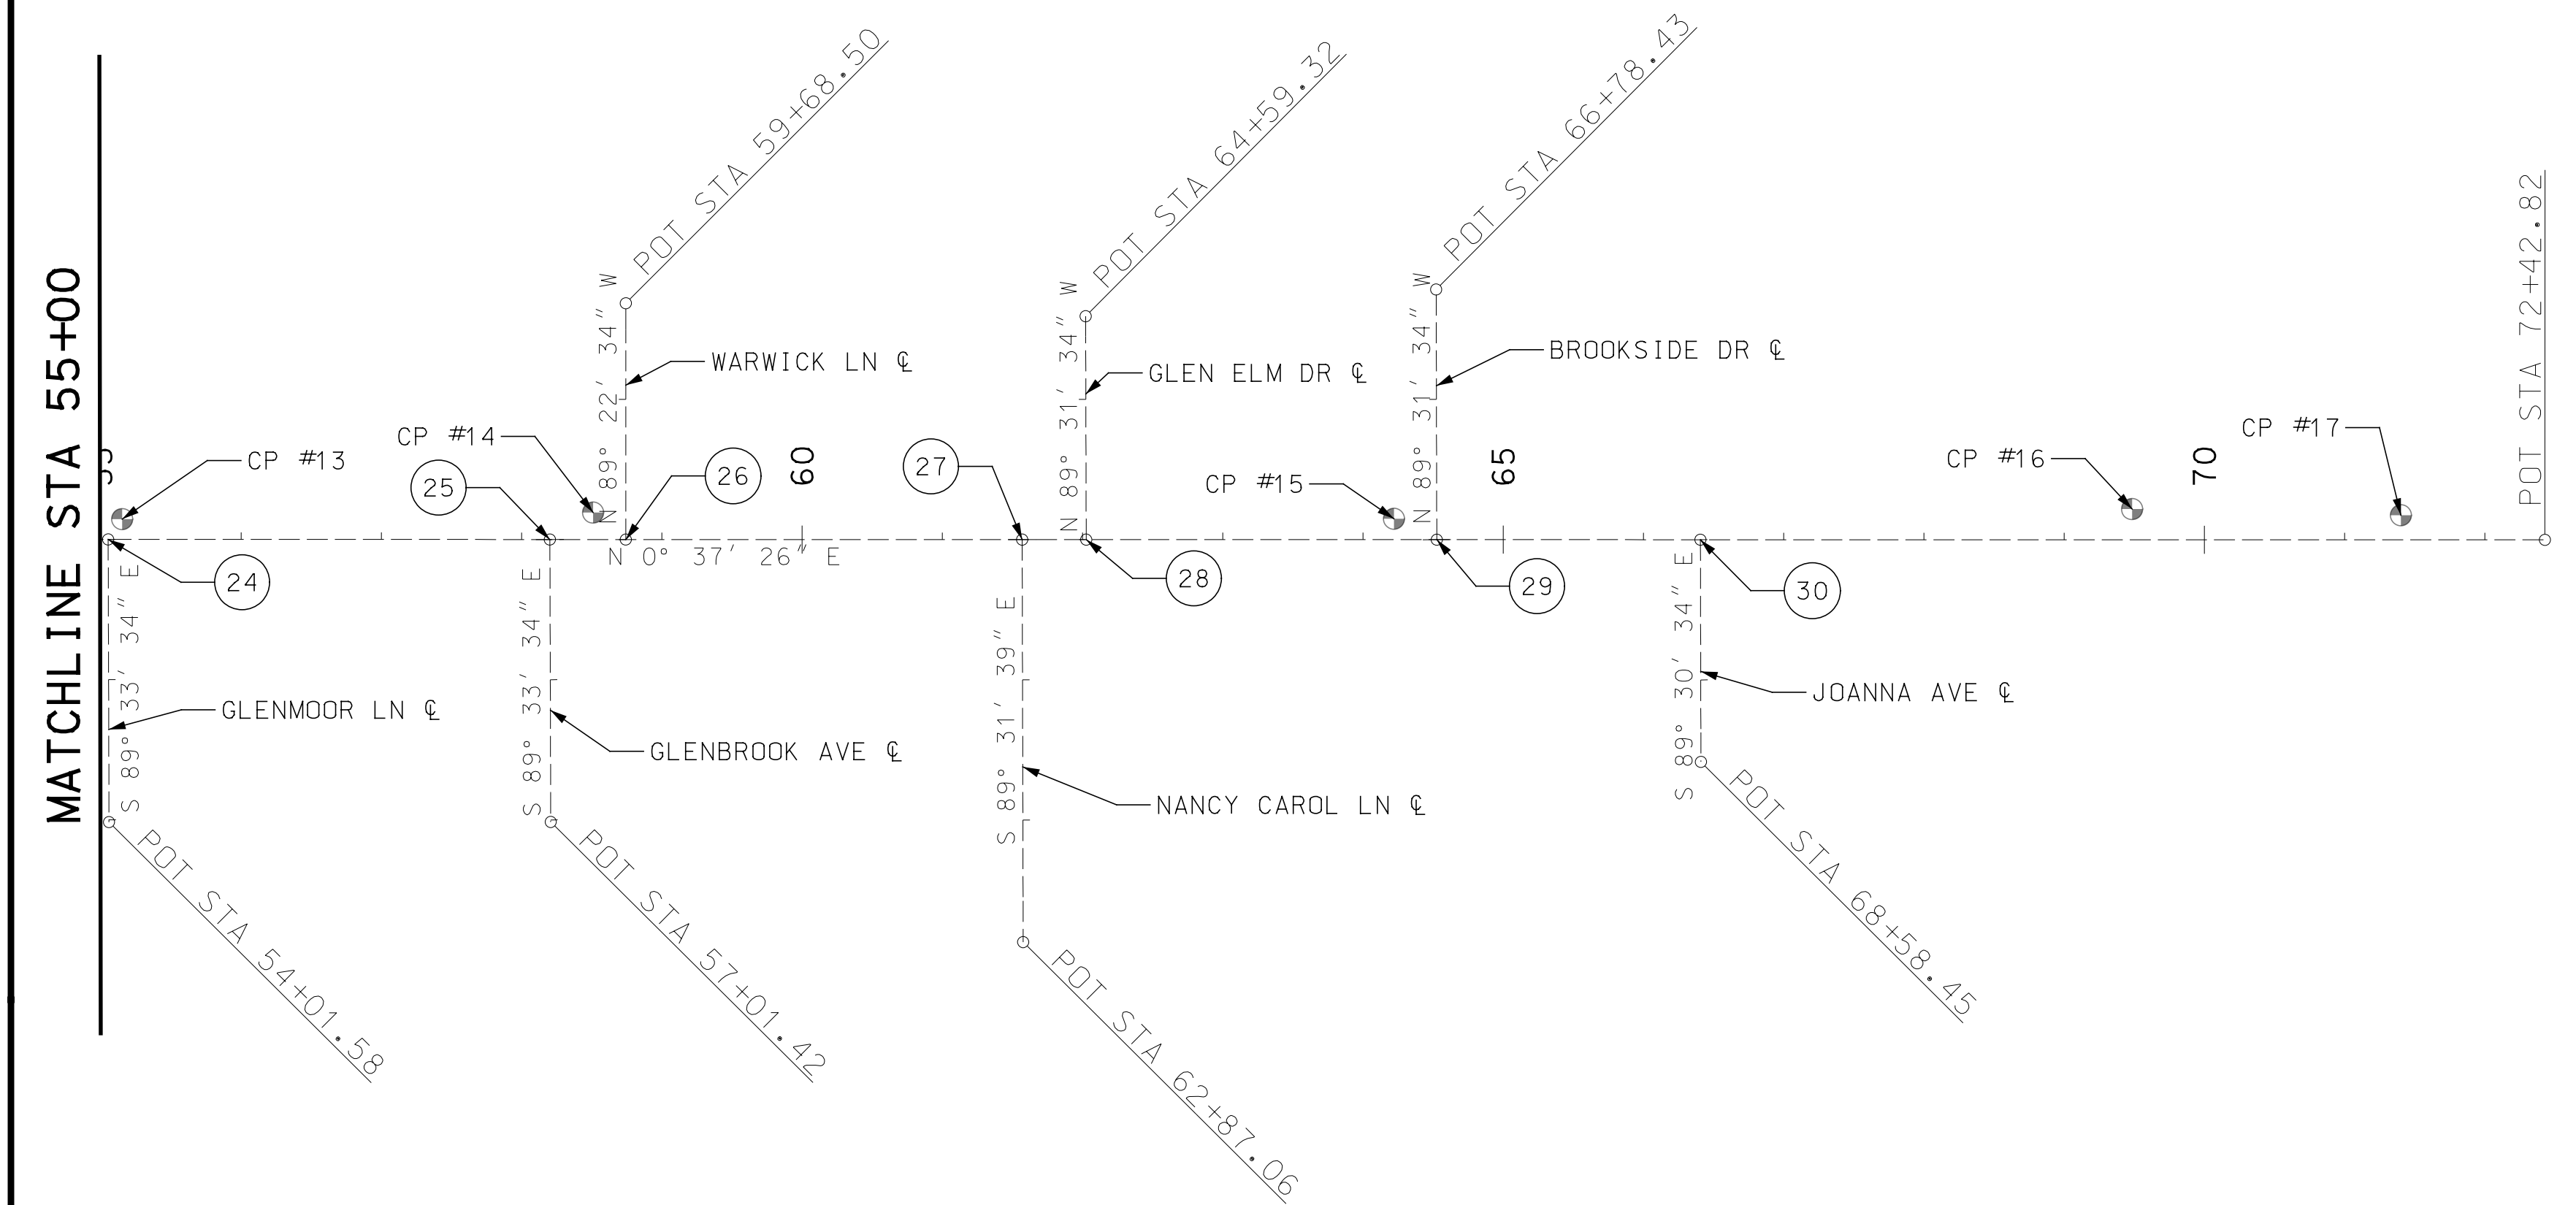 MATCHLINE STA 55+00
POT STA 59+68.50
POT STA 64+59.32
POT STA 66+78.43
POT STA 72+42.82
N 89° 22' 34" W
WARWICK LN ℄
N 89° 31' 34" W
GLEN ELM DR ℄
N 89° 31' 34" W
BROOKSIDE DR ℄
CP #13
CP #14
25
26
60
27
CP #15
65
CP #16
70
CP #17
N 0° 37' 26" E
24
28
29
30
S 89° 33' 34" E
GLENMOOR LN ℄
S 89° 33' 34" E
GLENBROOK AVE ℄
S 89° 31' 39" E
NANCY CAROL LN ℄
S 89° 30' 34" E
JOANNA AVE ℄
POT STA 54+01.58
POT STA 57+01.42
POT STA 62+87.06
POT STA 68+58.45